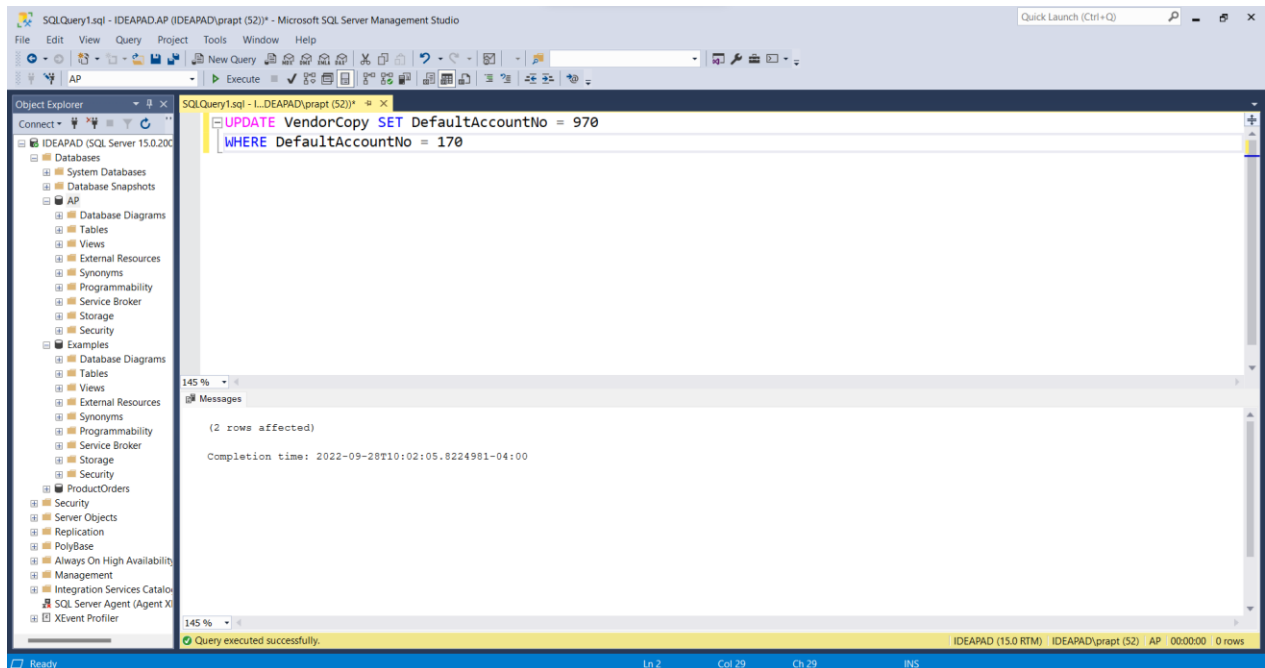 SQLQuery1.sql - IDEAPAD.AP (IDEAPAD\prapt (52))* - Microsoft SQL Server Management Studio
Quick Launch (Ctrl+Q)
File Edit View Query Project Tools Window Help
New Query
AP
Execute
Object Explorer
SQLQuery1.sql - I...DEAPAD\prapt (52))*
Connect
UPDATE VendorCopy SET DefaultAccountNo = 970
WHERE DefaultAccountNo = 170
IDEAPAD (SQL Server 15.0.200
Databases
System Databases
Database Snapshots
AP
Database Diagrams
Tables
Views
External Resources
Synonyms
Programmability
Service Broker
Storage
Security
Examples
Database Diagrams
Tables
Views
External Resources
Synonyms
Programmability
Service Broker
Storage
Security
ProductOrders
Security
Server Objects
Replication
PolyBase
Always On High Availability
Management
Integration Services Catalo
SQL Server Agent (Agent X
XEvent Profiler
145 %
Messages
(2 rows affected)
Completion time: 2022-09-28T10:02:05.8224981-04:00
145 %
Query executed successfully.
IDEAPAD (15.0 RTM) IDEAPAD\prapt (52) AP 00:00:00 0 rows
Ready
Ln 2 Col 29 Ch 29 INS